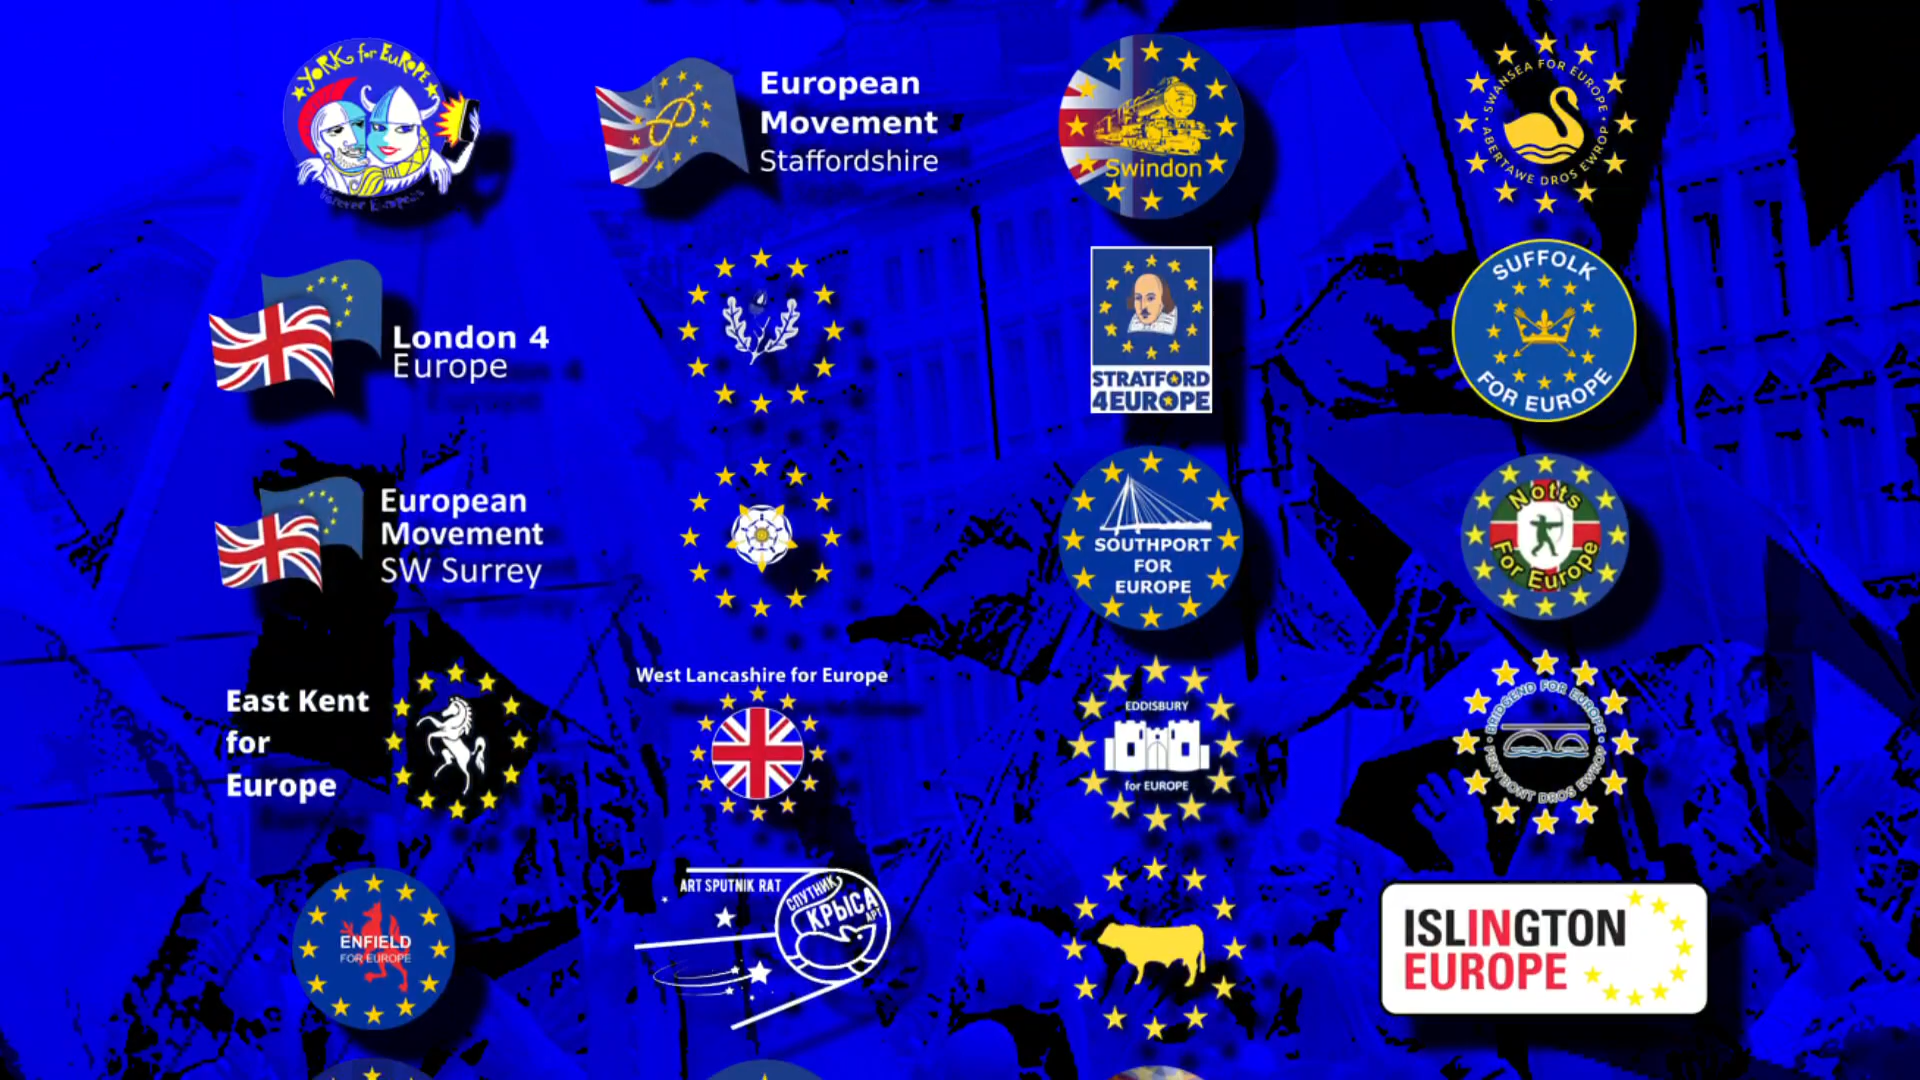 YORK for EUROPE
Forever European
European
Movement
Staffordshire
Swindon
SWANSEA FOR EUROPE
ABERTAWE DROS EWROP
London 4
Europe
STRATFORD
4EUROPE
SUFFOLK
FOR EUROPE
European
Movement
SW Surrey
SOUTHPORT
FOR
EUROPE
Notts
For Europe
East Kent
for
Europe
West Lancashire for Europe
EDDISBURY
for EUROPE
BRIDGEND FOR EUROPE
PENYBONT DROS EWROP
ENFIELD
FOR EUROPE
ART SPUTNIK RAT
СПУТНИК
КРЫСА
АРТ
ISLINGTON
EUROPE